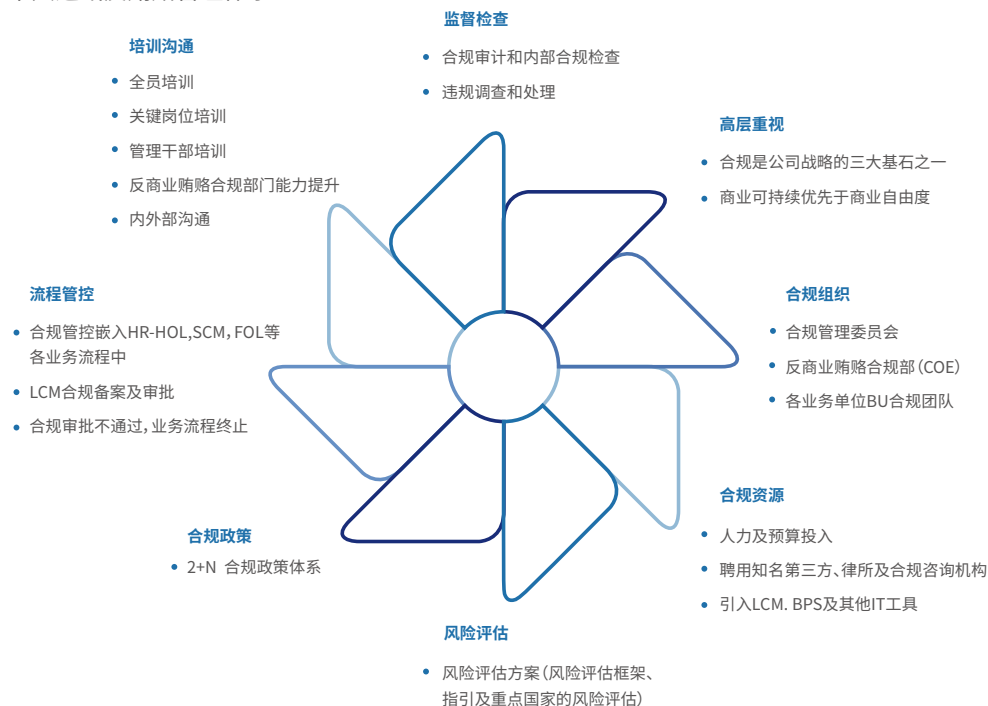 监督检查
• 合规审计和内部合规检查
• 违规调查和处理
培训沟通
• 全员培训
• 关键岗位培训
• 管理干部培训
• 反商业贿赂合规部门能力提升
• 内外部沟通
高层重视
• 合规是公司战略的三大基石之一
• 商业可持续优先于商业自由度
流程管控
• 合规管控嵌入HR-HOL,SCM，FOL等
各业务流程中
• LCM合规备案及审批
• 合规审批不通过，业务流程终止
合规组织
• 合规管理委员会
• 反商业贿赂合规部（COE）
• 各业务单位BU合规团队
合规政策
• 2+N 合规政策体系
合规资源
• 人力及预算投入
• 聘用知名第三方、律所及合规咨询机构
• 引入LCM. BPS及其他IT工具
风险评估
• 风险评估方案（风险评估框架、
指引及重点国家的风险评估）